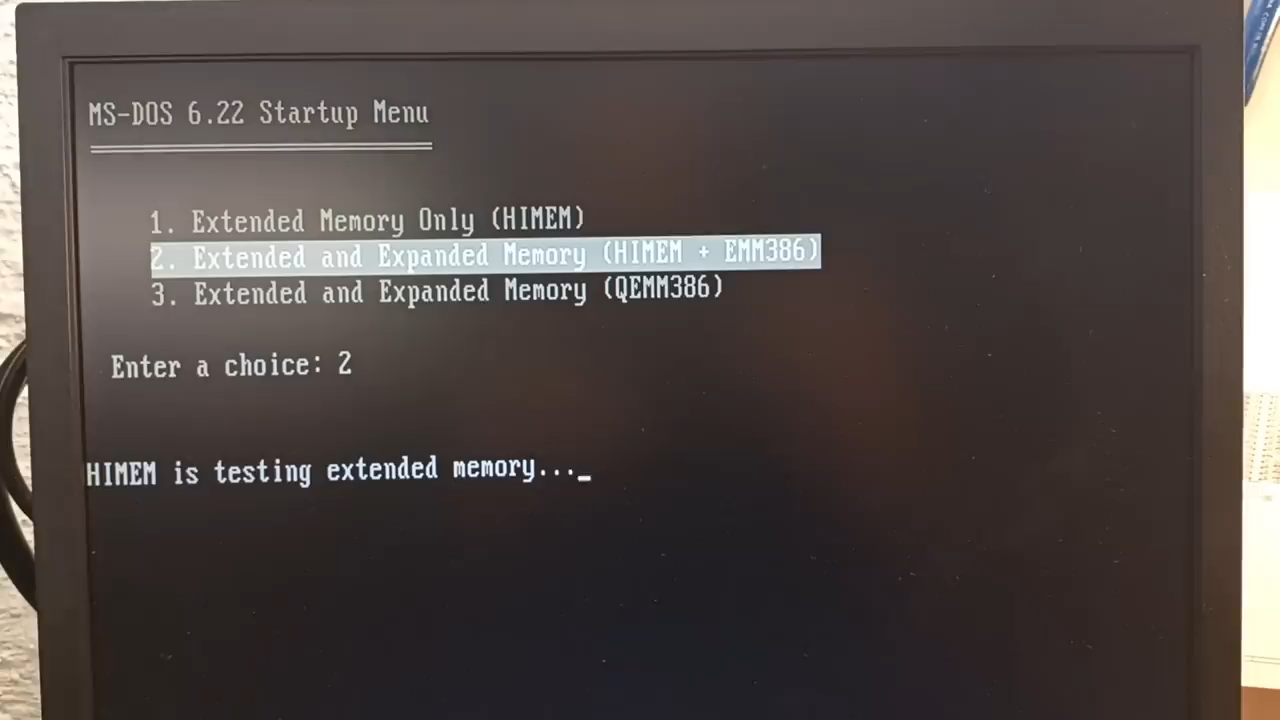 MS-DOS 6.22 Startup Menu
1. Extended Memory Only (HIMEM)
2. Extended and Expanded Memory (HIMEM + EMM386)
3. Extended and Expanded Memory (QEMM386)
Enter a choice: 2
HIMEM is testing extended memory..._